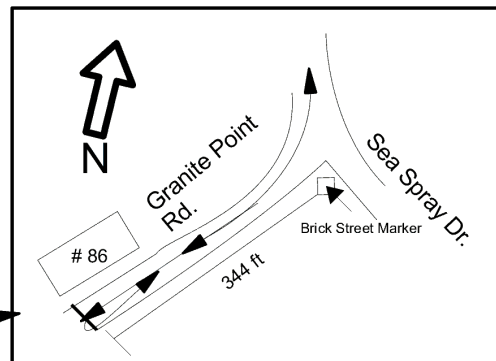 N
Granite Point
Rd.
Sea Spray Dr.
# 86
Brick Street Marker
344 ft